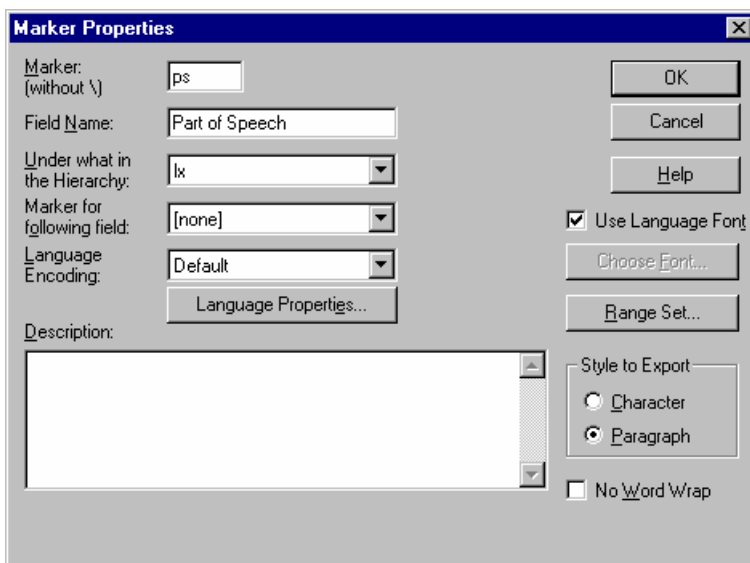 Marker Properties
Marker:
(without \)
ps
OK
Field Name:
Part of Speech
Cancel
Under what in
the Hierarchy:
lx
Help
Marker for
following field:
[none]
Use Language Font
Language
Encoding:
Default
Choose Font...
Language Properties...
Range Set...
Description:
Style to Export
Character
Paragraph
No Word Wrap